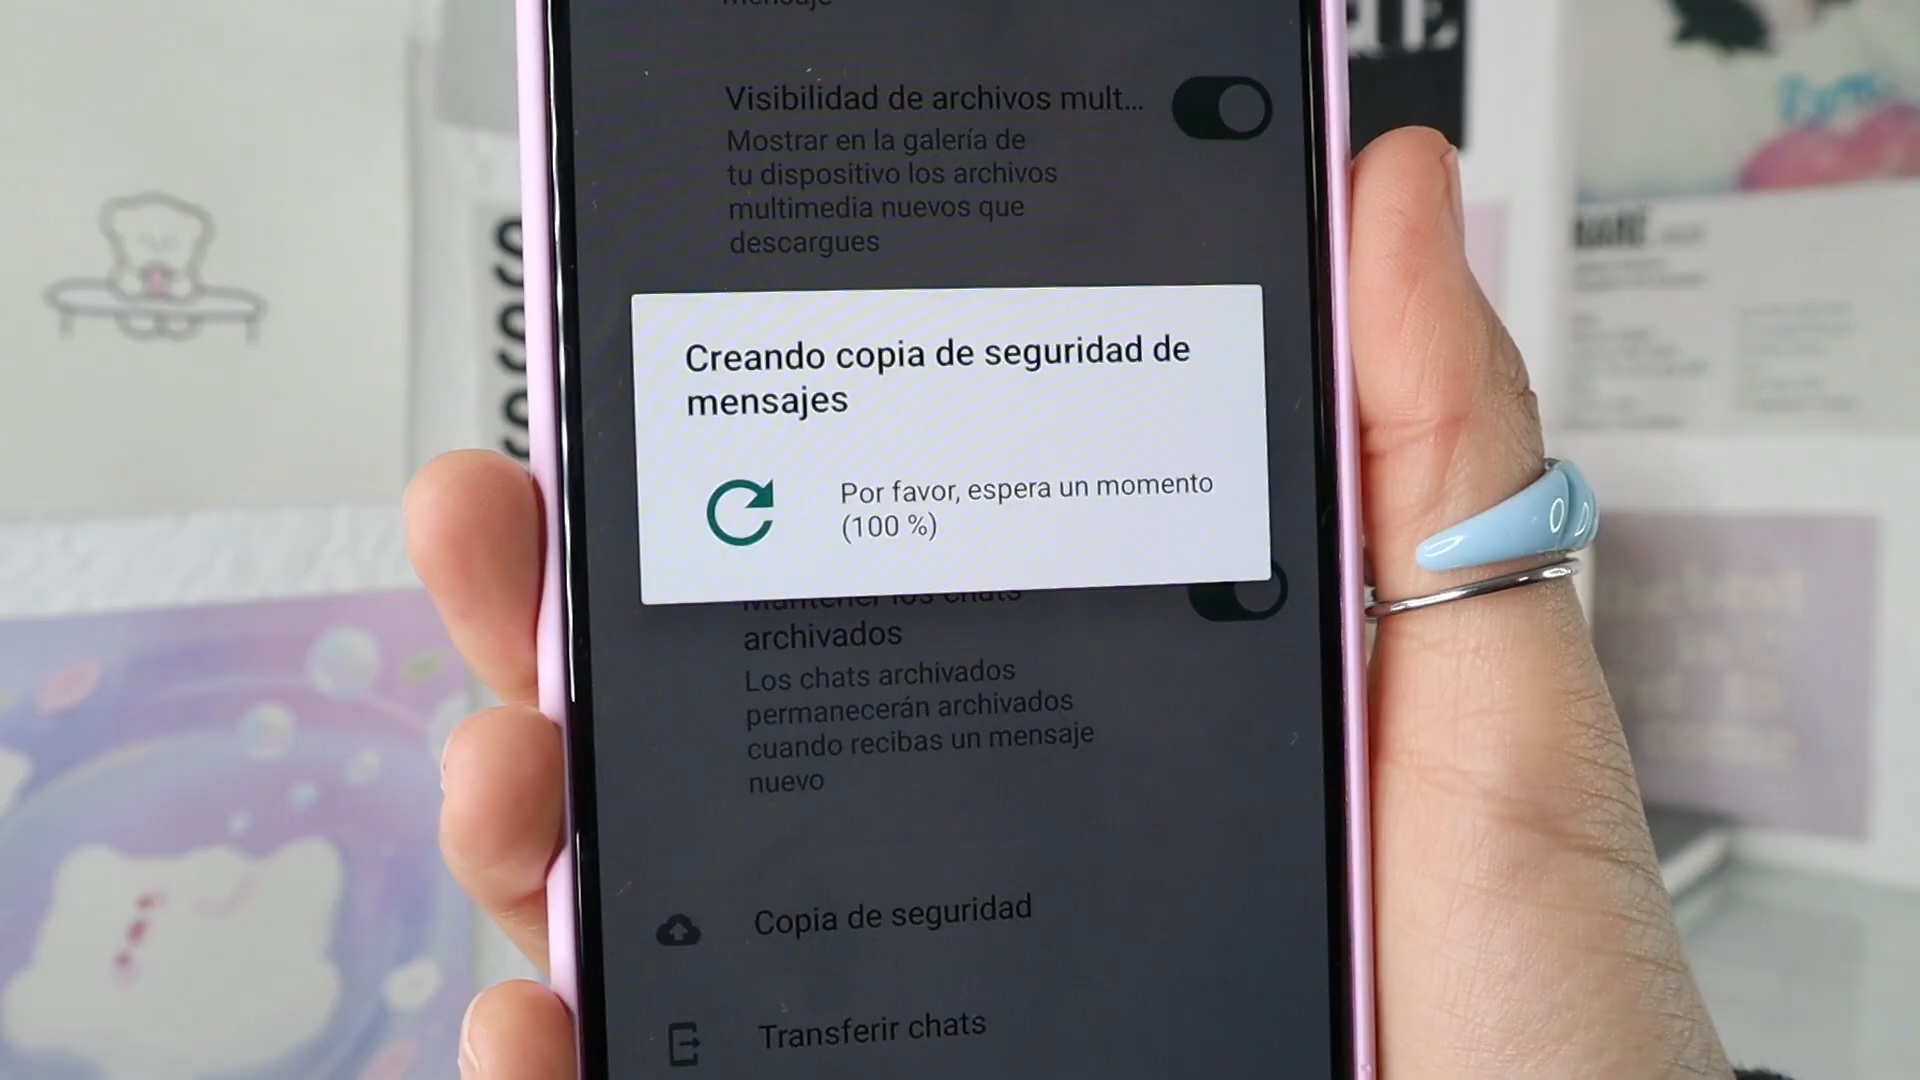 mensaje
Visibilidad de archivos mult...
Mostrar en la galería de
tu dispositivo los archivos
multimedia nuevos que
descargues
Creando copia de seguridad de
mensajes
Por favor, espera un momento
(100 %)
Mantener los chats
archivados
Los chats archivados
permanecerán archivados
cuando recibas un mensaje
nuevo
Copia de seguridad
Transferir chats